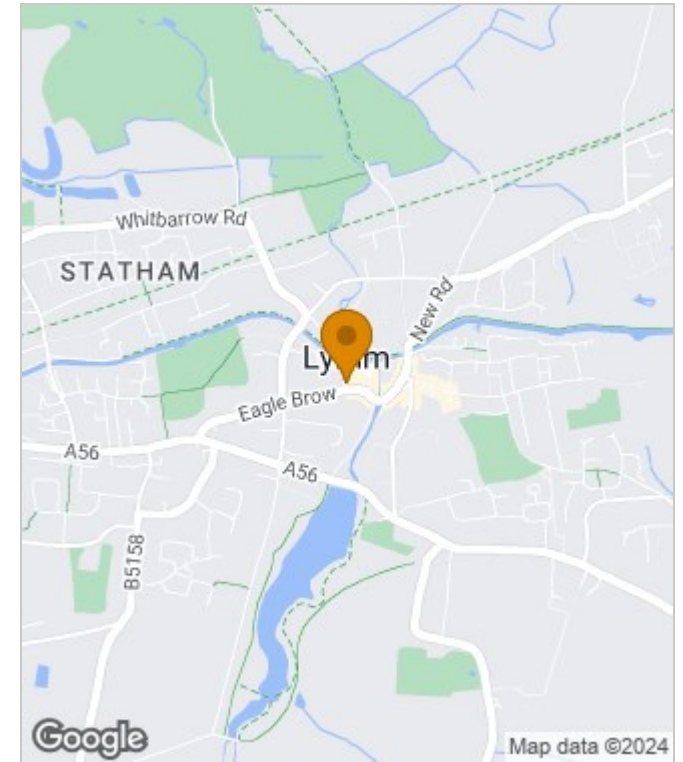 Whitbarrow Rd
STATHAM
New Rd
Eagle Brow
A56
A56
B5158
Google
Map data ©2024